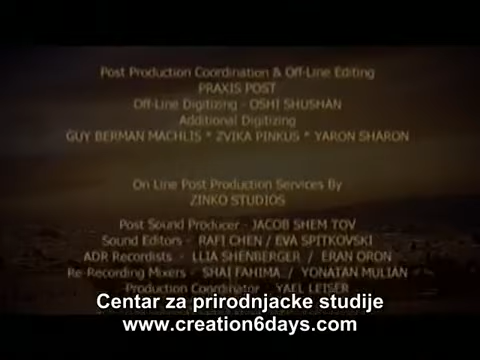 Post Production Coordination & Off-Line Editing
PRAXIS POST
Off-Line Digitizing - OSHI SHUSHAN
Additional Digitizing
GUY BERMAN MACHLIS * ZVIKA PINKUS * YARON SHARON
On Line Post Production Services By
ZINKO STUDIOS
Post Sound Producer - JACOB SHEM TOV
Sound Editors - RAFI CHEN / EVA SPITKOVSKI
ADR Recordists - LLIA SHENBERGER / ERAN ORON
Re-Recording Mixers - SHAI FAHIMA / YONATAN MULIAN
Production Coordinator - YAEL LEISER
Centar za prirodnjacke studije
www.creation6days.com